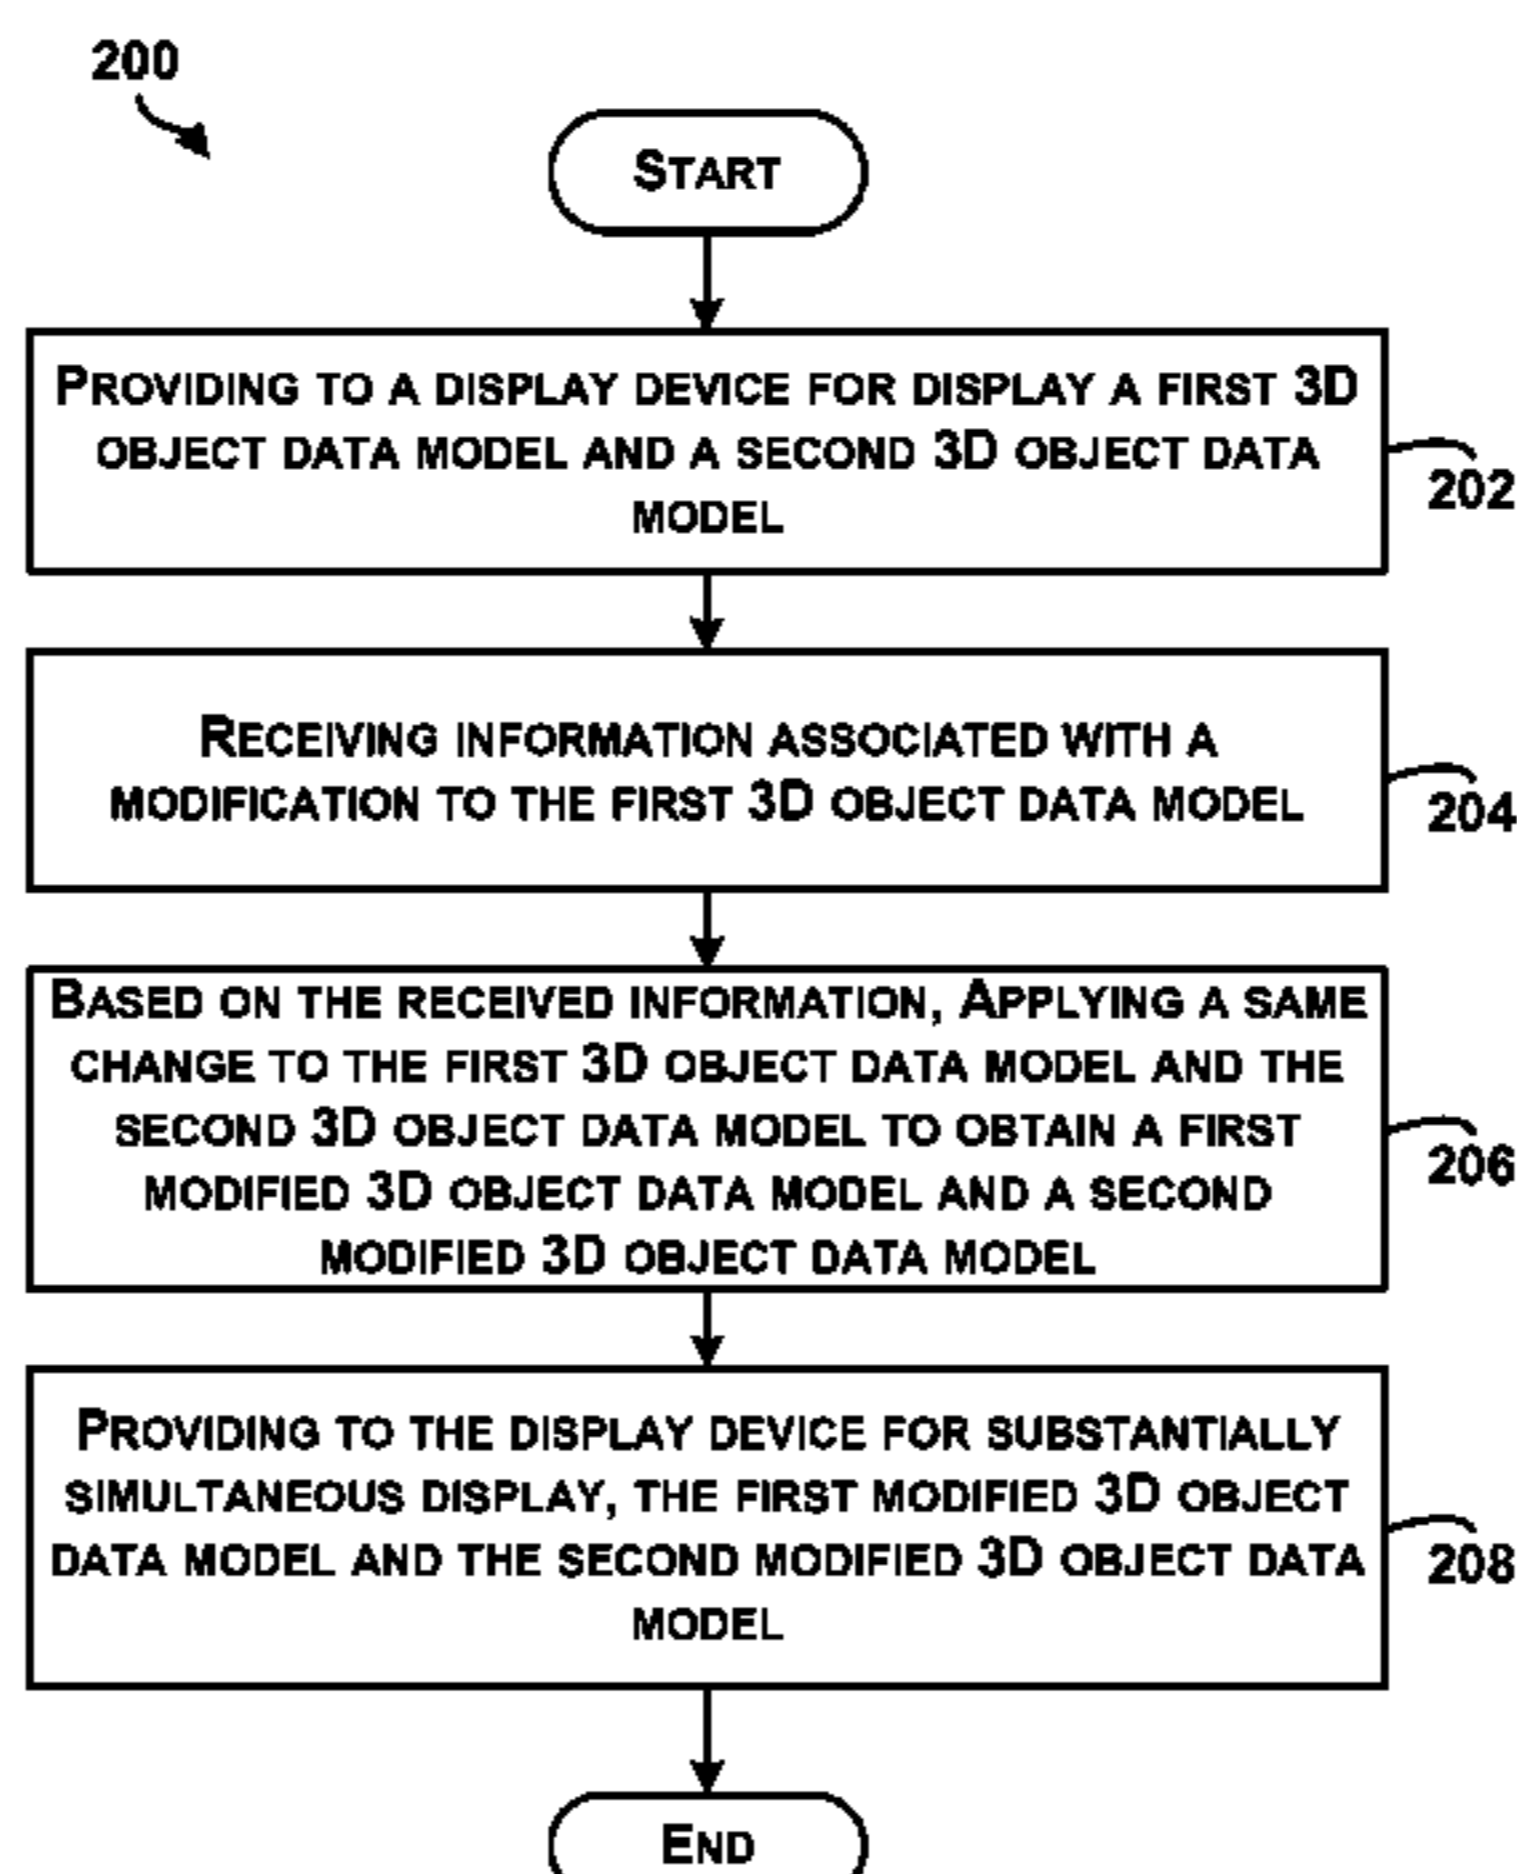 200
START
PROVIDING TO A DISPLAY DEVICE FOR DISPLAY A FIRST 3D
OBJECT DATA MODEL AND A SECOND 3D OBJECT DATA
MODEL
202
RECEIVING INFORMATION ASSOCIATED WITH A
MODIFICATION TO THE FIRST 3D OBJECT DATA MODEL
204
BASED ON THE RECEIVED INFORMATION, APPLYING A SAME
CHANGE TO THE FIRST 3D OBJECT DATA MODEL AND THE
SECOND 3D OBJECT DATA MODEL TO OBTAIN A FIRST
MODIFIED 3D OBJECT DATA MODEL AND A SECOND
MODIFIED 3D OBJECT DATA MODEL
206
PROVIDING TO THE DISPLAY DEVICE FOR SUBSTANTIALLY
SIMULTANEOUS DISPLAY, THE FIRST MODIFIED 3D OBJECT
DATA MODEL AND THE SECOND MODIFIED 3D OBJECT DATA
MODEL
208
END